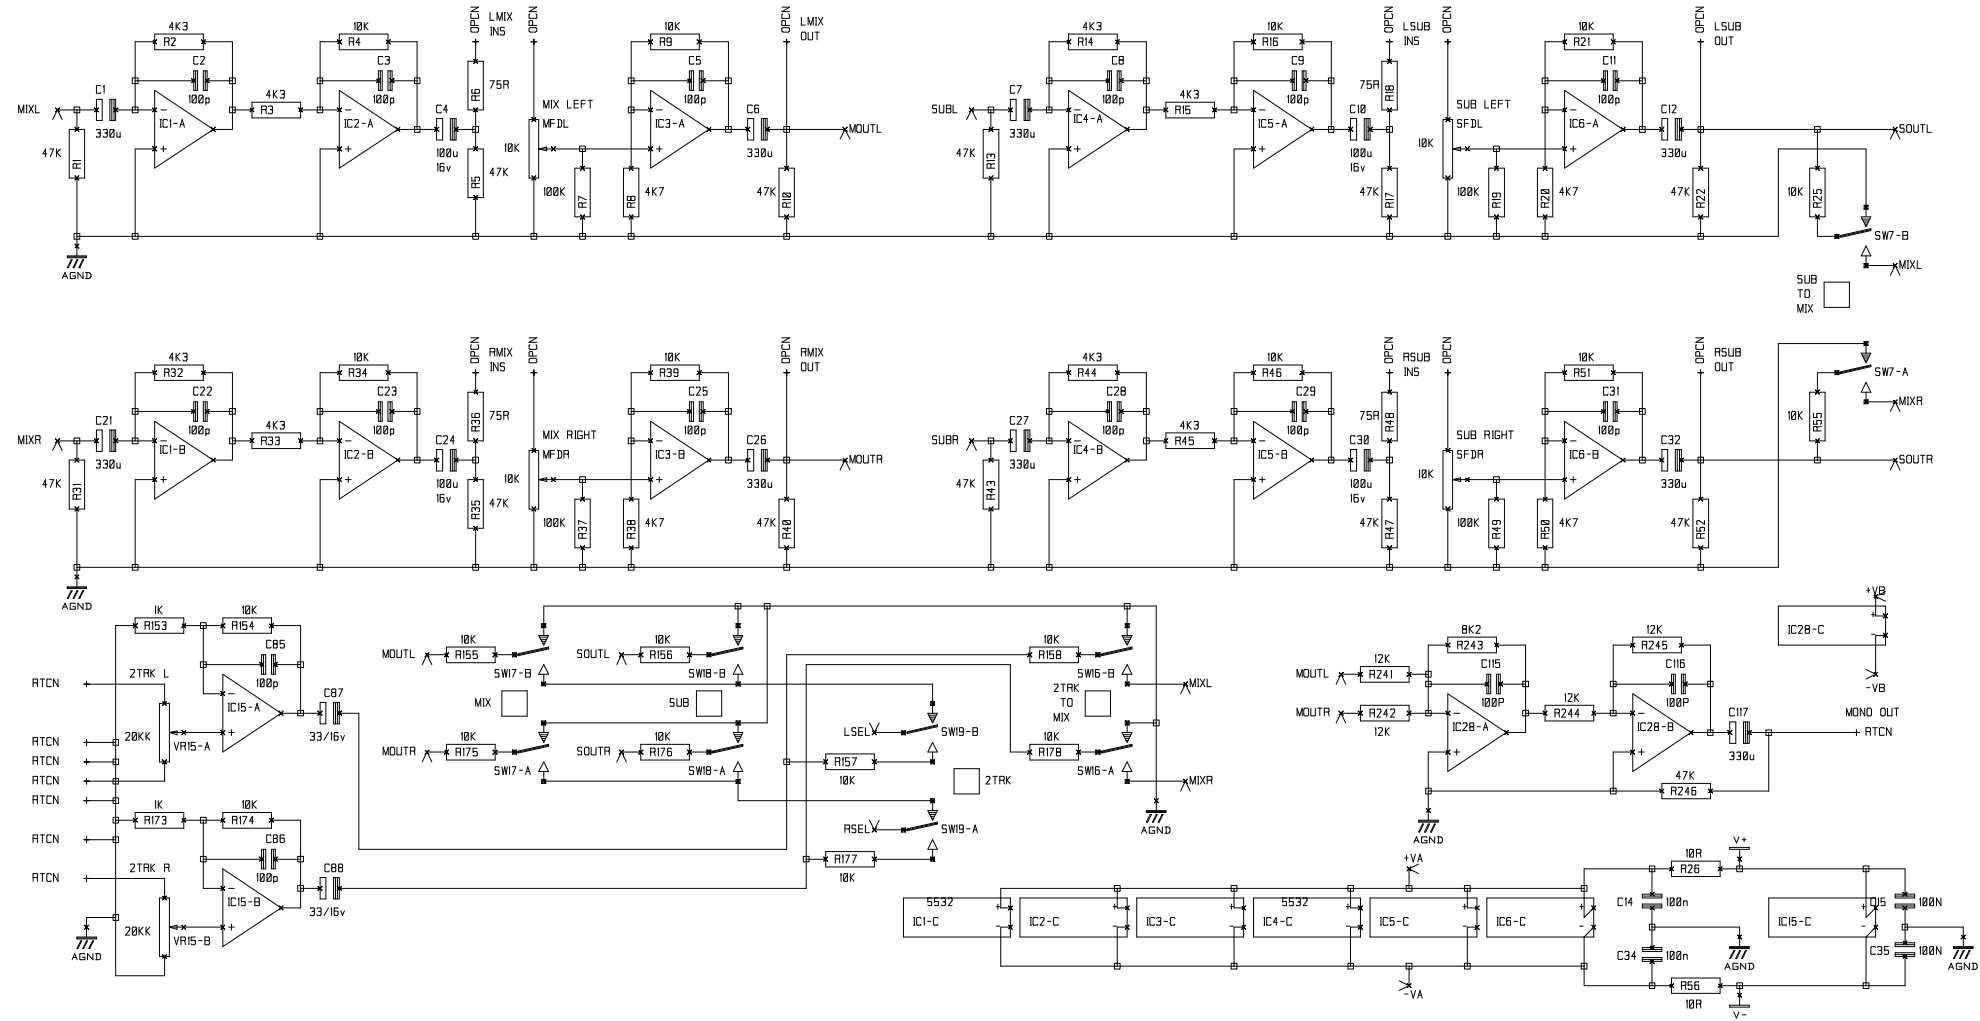 4K3
R2
C2
100p
C1
330u
MIXL
47K
R1
IC1-A
AGND
4K3
R3
10K
R4
C3
100p
IC2-A
C4
100u
16v
OPCN
LMIX
INS
75R
R6
R5
47K
OPCN
MIX LEFT
MFDL
10K
100K
R7
10K
R9
C5
100p
IC3-A
R8
4K7
C6
330u
OPCN
LMIX
OUT
47K
R10
MOUTL
4K3
R14
C8
100p
C7
330u
SUBL
47K
R13
IC4-A
4K3
R15
10K
R16
C9
100p
IC5-A
C10
100u
16v
OPCN
LSUB
INS
75R
R18
47K
R17
OPCN
SUB LEFT
SFDL
10K
100K
R19
10K
R21
C11
100p
IC6-A
R20
4K7
C12
330u
OPCN
LSUB
OUT
47K
R22
SOUTL
10K
R25
SW7-B
MIXL
SUB
TO
MIX
4K3
R32
C22
100p
C21
330u
MIXR
47K
R31
IC1-B
AGND
4K3
R33
10K
R34
C23
100p
IC2-B
C24
100u
16v
OPCN
RMIX
INS
75R
R36
R35
47K
OPCN
MIX RIGHT
MFDR
10K
100K
R37
10K
R39
C25
100p
IC3-B
R38
4K7
C26
330u
OPCN
RMIX
OUT
47K
R40
MOUTR
4K3
R44
C28
100p
C27
330u
SUBR
47K
R43
IC4-B
4K3
R45
10K
R46
C29
100p
IC5-B
C30
100u
16v
OPCN
RSUB
INS
75R
R48
47K
R47
OPCN
SUB RIGHT
SFDR
10K
100K
R49
10K
R51
C31
100p
IC6-B
R50
4K7
C32
330u
OPCN
RSUB
OUT
47K
R52
SW7-A
MIXR
10K
R55
SOUTR
1K
R153
10K
R154
C85
100p
2TRK L
RTCN
IC15-A
C87
33/16v
20KK
VR15-A
RTCN
RTCN
RTCN
RTCN
RTCN
1K
R173
10K
R174
C86
100p
2TRK R
RTCN
IC15-B
C88
33/16v
20KK
VR15-B
AGND
MOUTL
10K
R155
SW17-B
MIX
SOUTL
10K
R156
SW18-B
SUB
MOUTR
10K
R175
SW17-A
SOUTR
10K
R176
SW18-A
LSEL
SW19-B
R157
10K
2TRK
RSEL
SW19-A
R177
10K
10K
R158
SW16-B
MIXL
2TRK
TO
MIX
10K
R178
SW16-A
MIXR
AGND
8K2
R243
C115
100P
MOUTL
12K
R241
MOUTR
R242
12K
IC28-A
AGND
12K
R244
12K
R245
C116
100P
IC28-B
C117
330u
MONO OUT
RTCN
47K
R246
+VB
IC28-C
-VB
+VA
5532
IC1-C
IC2-C
IC3-C
5532
IC4-C
IC5-C
IC6-C
-VA
C14
100n
C34
100n
10R
R26
V+
AGND
R56
10R
V-
IC15-C
C15
100N
C35
100N
AGND